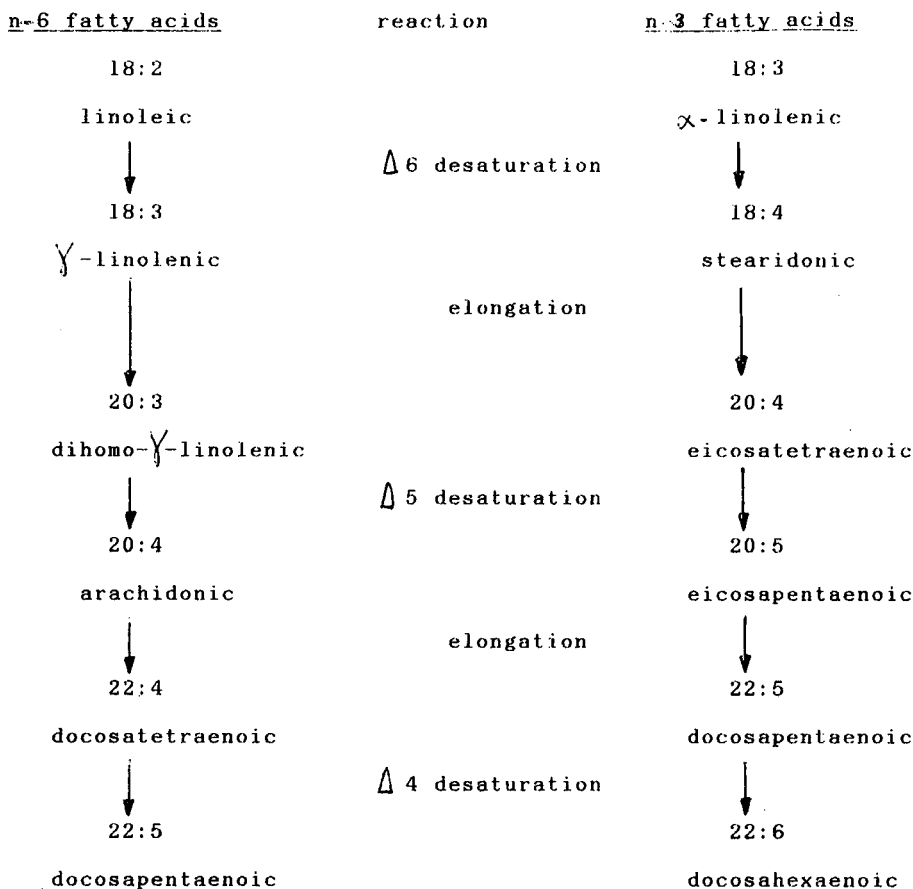 n-6 fatty acids reaction n-3 fatty acids
18:2 18:3
linoleic α-linolenic
Δ6 desaturation
18:3 18:4
γ-linolenic stearidonic
elongation
20:3 20:4
dihomo-γ-linolenic eicosatetraenoic
Δ5 desaturation
20:4 20:5
arachidonic eicosapentaenoic
elongation
22:4 22:5
docosatetraenoic docosapentaenoic
Δ4 desaturation
22:5 22:6
docosapentaenoic docosahexaenoic